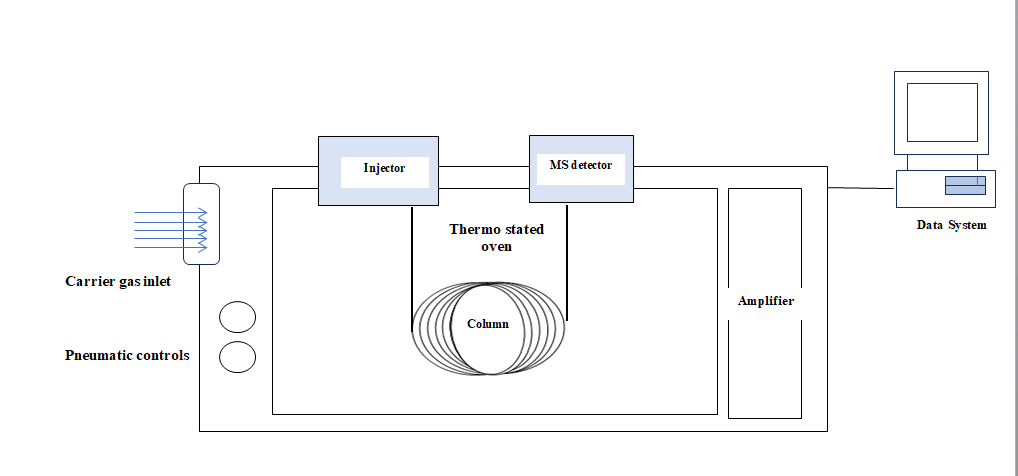 Injector
MS detector
Data System
Thermo stated
oven
Carrier gas inlet
Amplifier
Column
Pneumatic controls